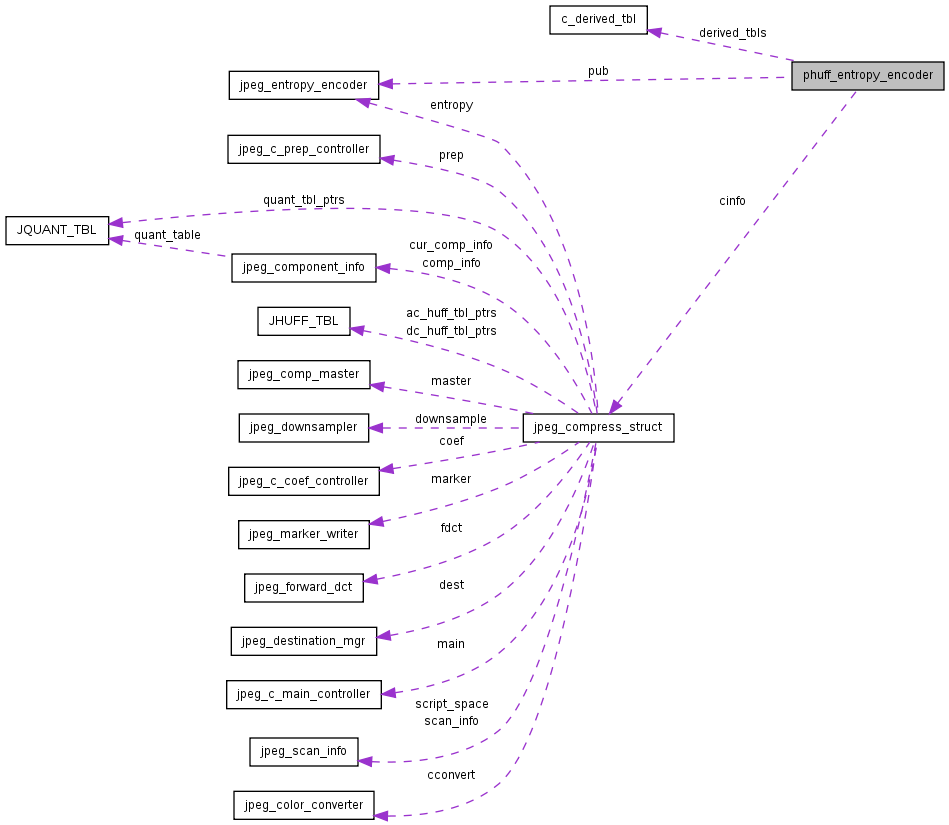 c_derived_tbl
derived_tbls
phuff_entropy_encoder
pub
jpeg_entropy_encoder
entropy
jpeg_c_prep_controller
prep
cinfo
quant_tbl_ptrs
JQUANT_TBL
quant_table
cur_comp_info
comp_info
jpeg_component_info
ac_huff_tbl_ptrs
dc_huff_tbl_ptrs
JHUFF_TBL
jpeg_comp_master
master
jpeg_downsampler
downsample
jpeg_compress_struct
coef
jpeg_c_coef_controller
marker
jpeg_marker_writer
fdct
jpeg_forward_dct
dest
jpeg_destination_mgr
main
jpeg_c_main_controller
script_space
scan_info
jpeg_scan_info
cconvert
jpeg_color_converter